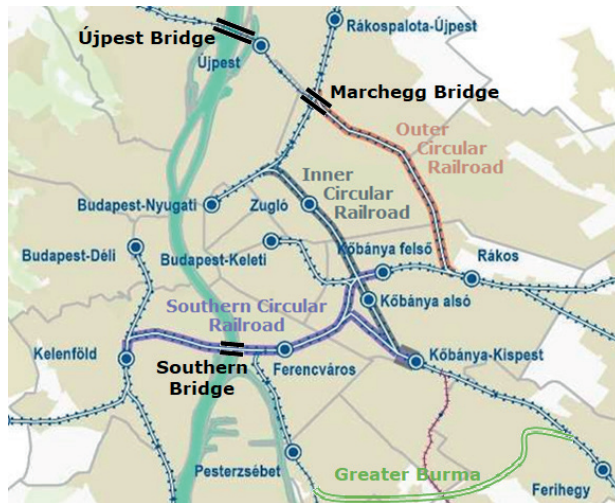 Újpest Bridge
Rákospalota-Újpest
Újpest
Marchegg Bridge
Outer
Circular
Railroad
Inner
Circular
Railroad
Budapest-Nyugati
Zugló
Budapest-Déli
Budapest-Keleti
Kőbánya felső
Rákos
Southern Circular
Railroad
Kőbánya alsó
Kelenföld
Southern
Bridge
Ferencváros
Kőbánya-Kispest
Pesterzsébet
Greater Burma
Ferihegy